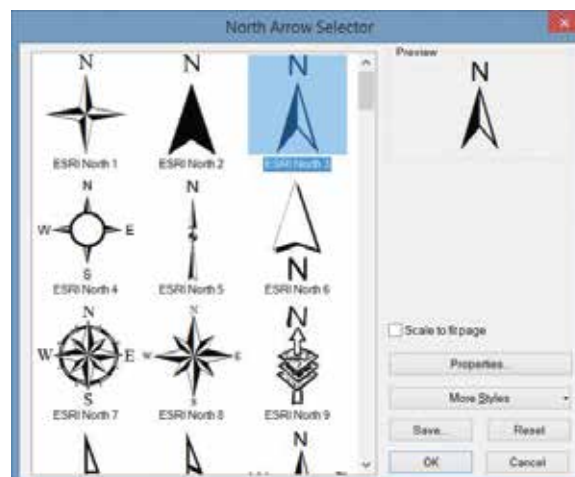 North Arrow Selector
N N N
ESRI North 1 ESRI North 2 ESRI North 3
N N
W E
S N
ESRI North 4 ESRI North 5 ESRI North 6
N N N
W E W E
S S
ESRI North 7 ESRI North 8 ESRI North 9
N
Preview
N
Scale to fit page
Properties...
More Styles
Save... Reset
OK Cancel